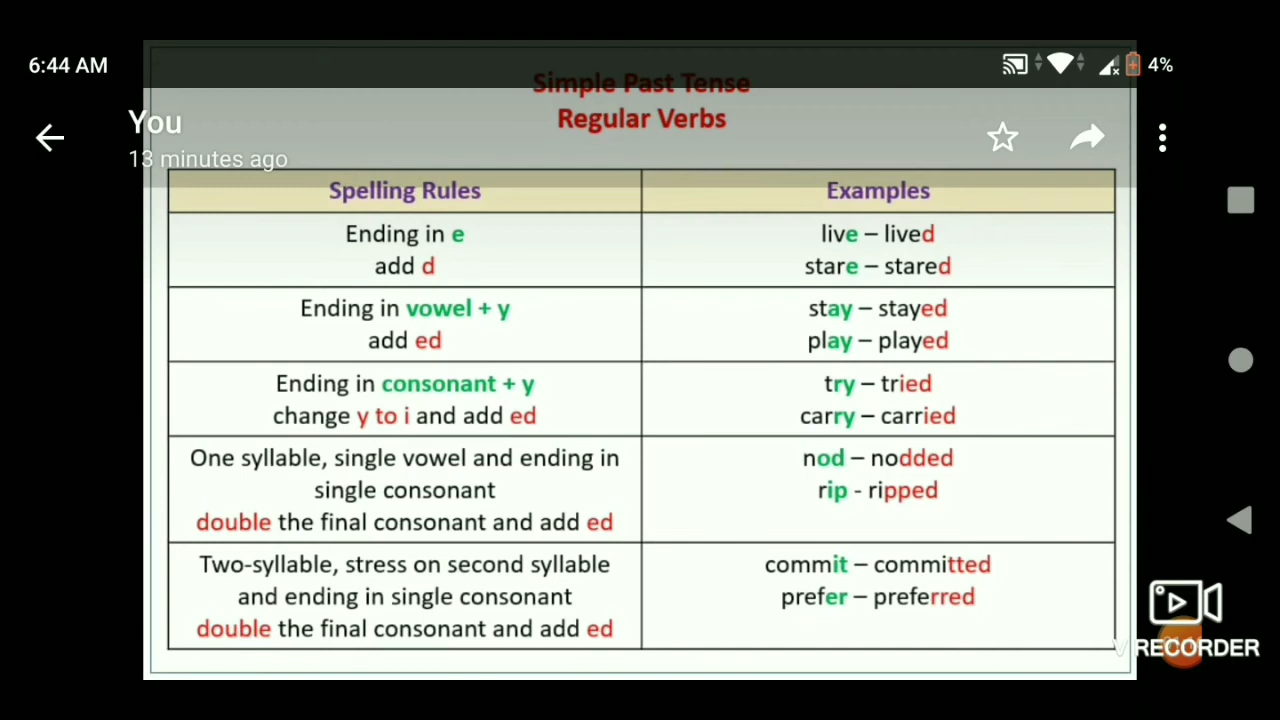 6:44 AM
4%
Simple Past Tense
You
Regular Verbs
13 minutes ago
Spelling Rules
Examples
Ending in e
add d
live – lived
stare – stared
Ending in vowel + y
add ed
stay – stayed
play – played
Ending in consonant + y
change y to i and add ed
try – tried
carry – carried
One syllable, single vowel and ending in
single consonant
double the final consonant and add ed
nod – nodded
rip - ripped
Two-syllable, stress on second syllable
and ending in single consonant
double the final consonant and add ed
commit – committed
prefer – preferred
V RECORDER